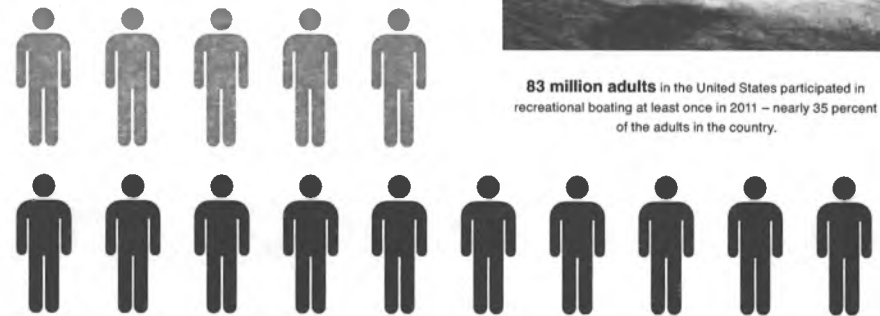 83 million adults in the United States participated in
recreational boating at least once in 2011 – nearly 35 percent
of the adults in the country.